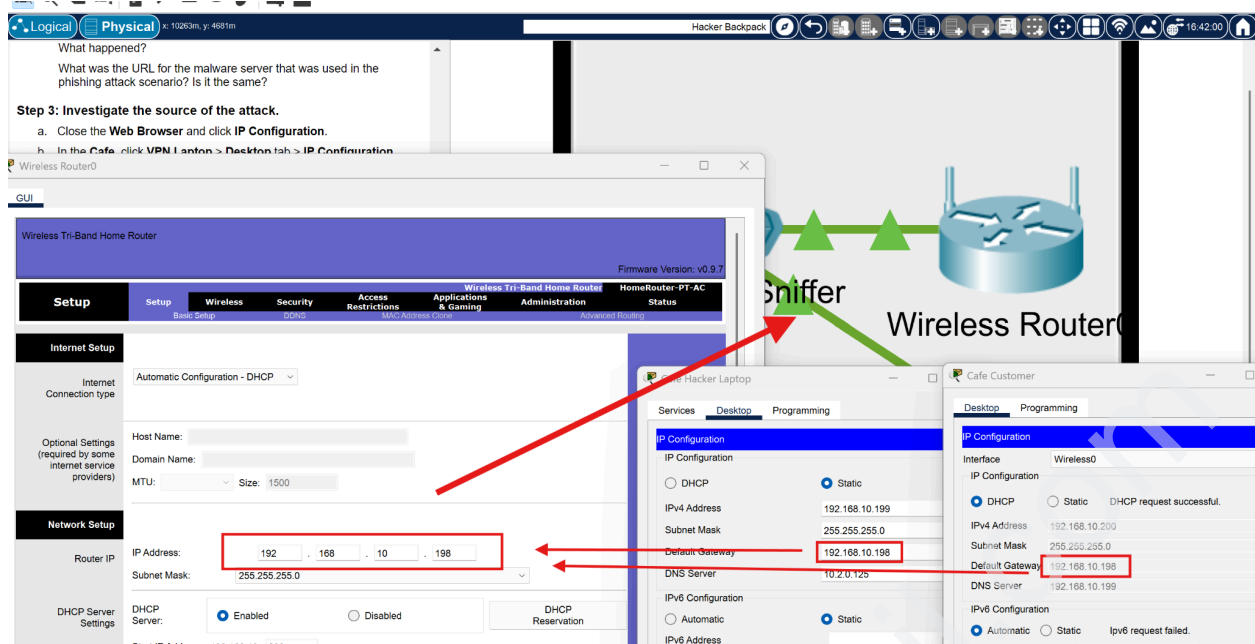 Logical
Physical
x: 10263m, y: 4681m
Hacker Backpack
16:42:00
What happened?
What was the URL for the malware server that was used in the
phishing attack scenario? Is it the same?
Step 3: Investigate the source of the attack.
a. Close the Web Browser and click IP Configuration.
b. In the Cafe, click VPN Laptop > Desktop tab > IP Configuration
Wireless Router0
GUI
Wireless Tri-Band Home Router
Firmware Version: v0.9.7
Wireless Tri-Band Home Router HomeRouter-PT-AC
Setup
Setup Wireless Security Access Restrictions Applications & Gaming Administration Status
Basic Setup DDNS MAC Address Clone Advanced Routing
Internet Setup
Internet
Connection type
Automatic Configuration - DHCP
Optional Settings
(required by some
internet service
providers)
Host Name:
Domain Name:
MTU: Size: 1500
Network Setup
Router IP
IP Address: 192 . 168 . 10 . 198
Subnet Mask: 255.255.255.0
DHCP Server
Settings
DHCP
Server:
Enabled Disabled
DHCP
Reservation
Sniffer
Wireless Router0
Cafe Hacker Laptop
Services Desktop Programming
IP Configuration
IP Configuration
DHCP Static
IPv4 Address 192.168.10.199
Subnet Mask 255.255.255.0
Default Gateway 192.168.10.198
DNS Server 10.2.0.125
IPv6 Configuration
Automatic Static
IPv6 Address
Cafe Customer
Desktop Programming
IP Configuration
Interface Wireless0
IP Configuration
DHCP Static DHCP request successful.
IPv4 Address 192.168.10.200
Subnet Mask 255.255.255.0
Default Gateway 192.168.10.198
DNS Server 192.168.10.199
IPv6 Configuration
Automatic Static Ipv6 request failed.